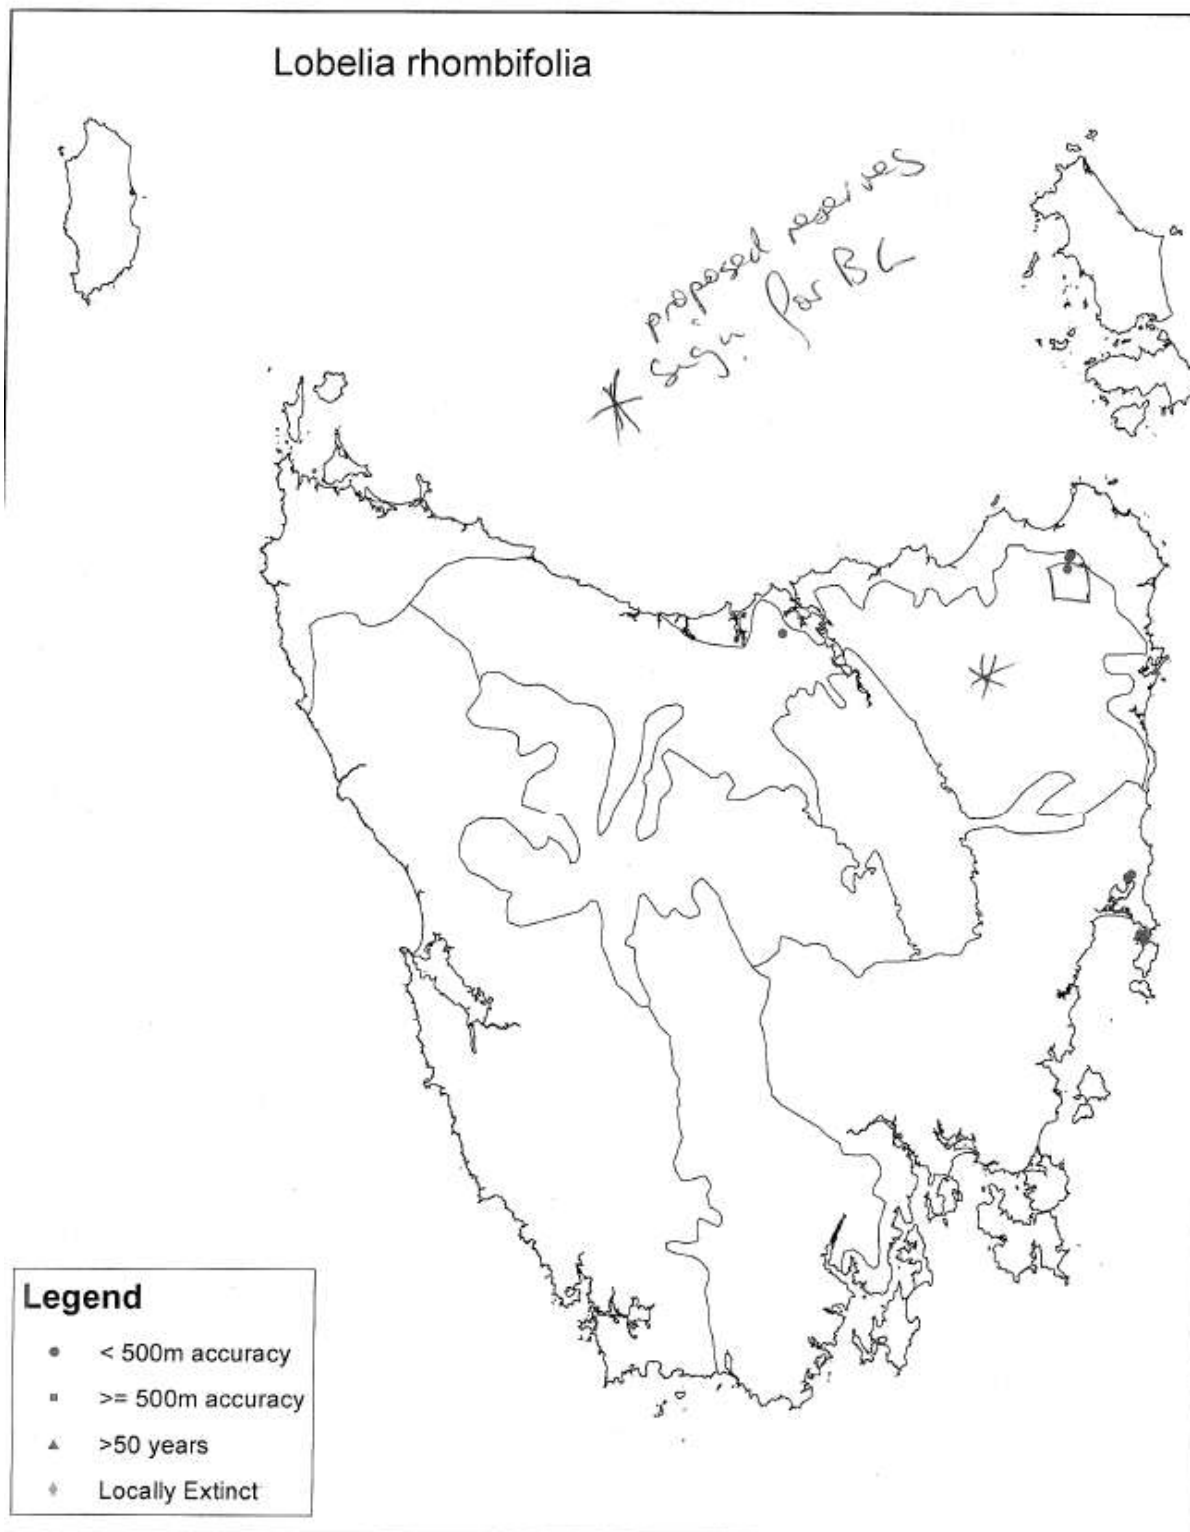 Lobelia rhombifolia
proposed reserves
sign. for BL
Legend
< 500m accuracy
>= 500m accuracy
>50 years
Locally Extinct